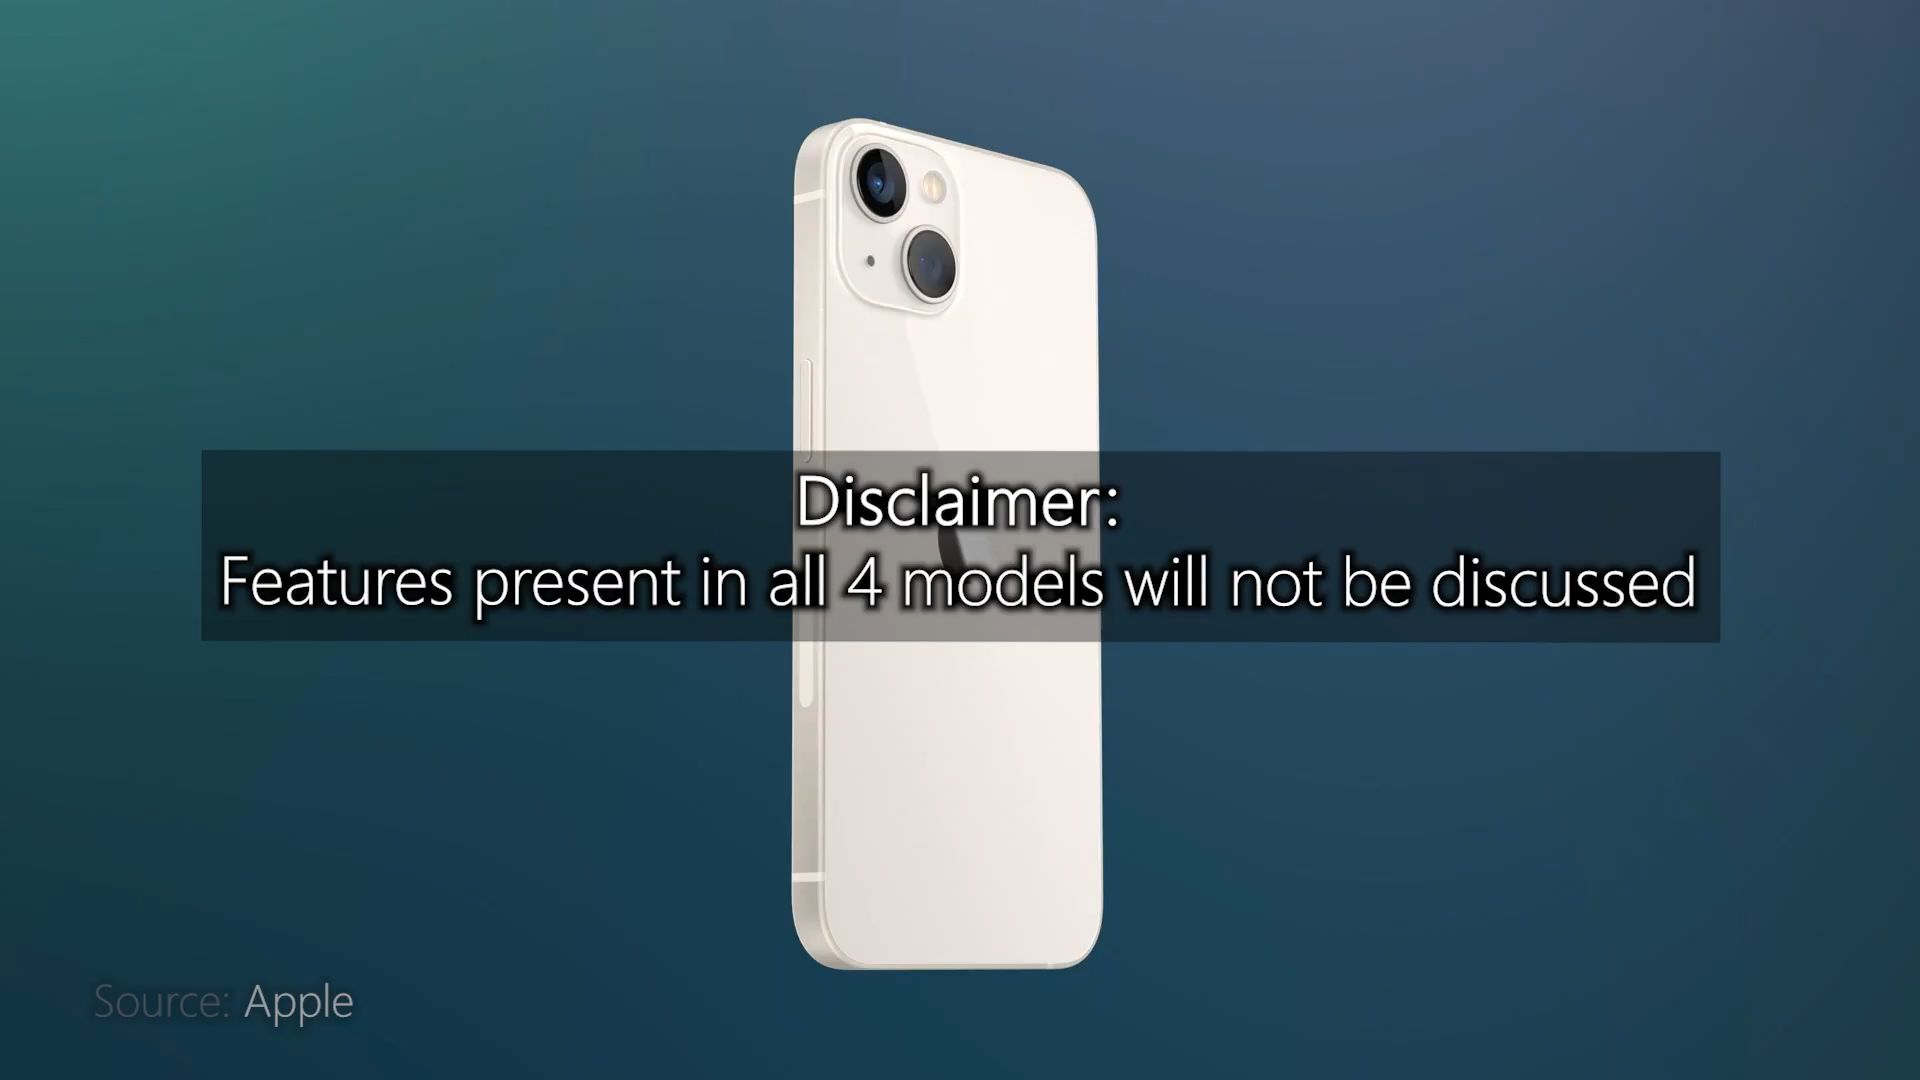 Disclaimer:
Features present in all 4 models will not be discussed
Source: Apple